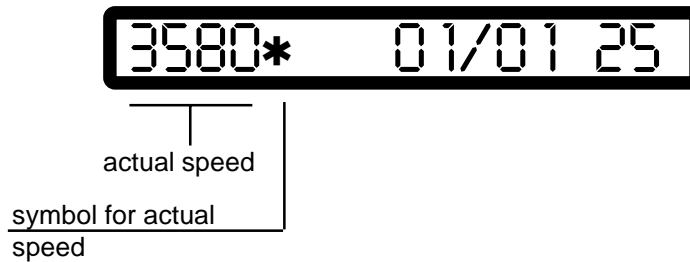 3580* 01/01 25
actual speed
symbol for actual
speed